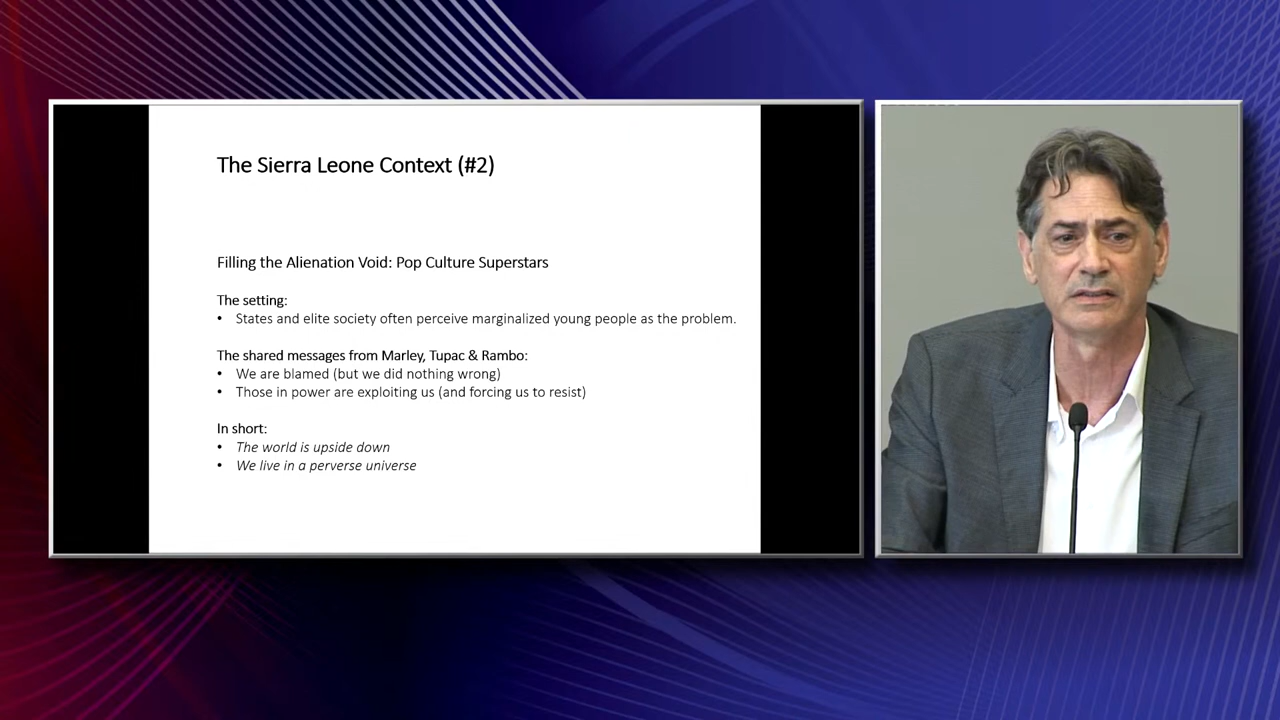 The Sierra Leone Context (#2)
Filling the Alienation Void: Pop Culture Superstars
The setting:
• States and elite society often perceive marginalized young people as the problem.
The shared messages from Marley, Tupac & Rambo:
• We are blamed (but we did nothing wrong)
• Those in power are exploiting us (and forcing us to resist)
In short:
• The world is upside down
• We live in a perverse universe